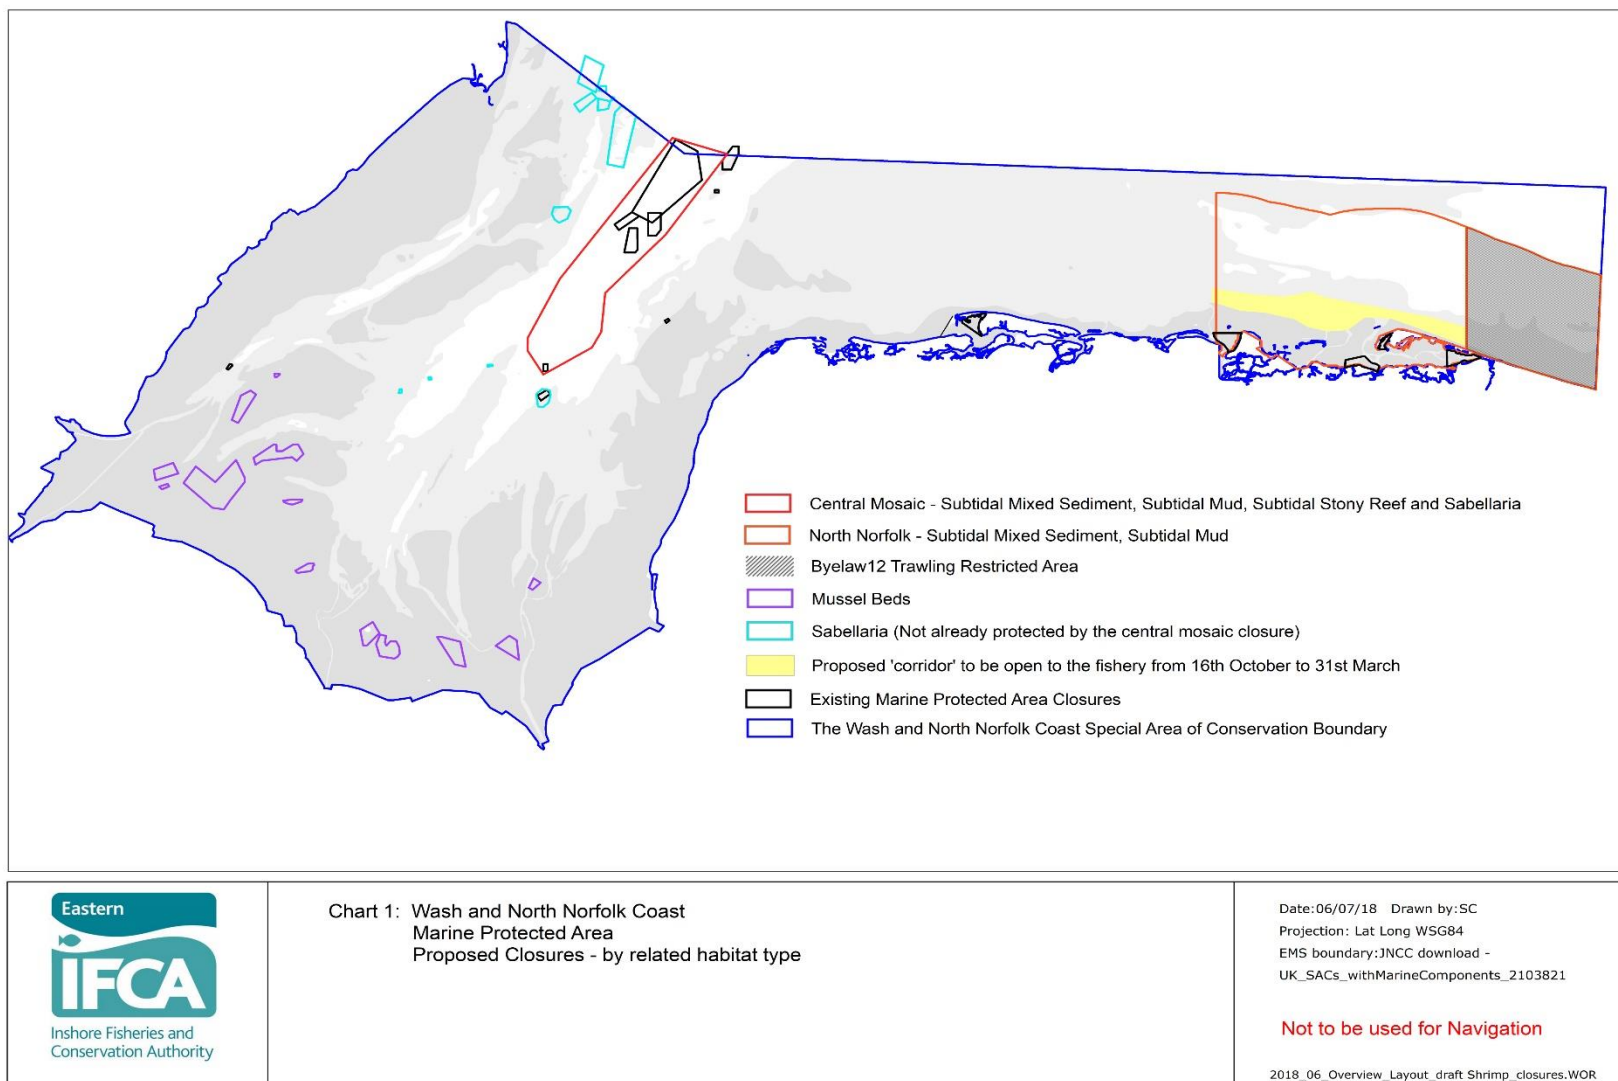 Central Mosaic - Subtidal Mixed Sediment, Subtidal Mud, Subtidal Stony Reef and Sabellaria
North Norfolk - Subtidal Mixed Sediment, Subtidal Mud
Byelaw12 Trawling Restricted Area
Mussel Beds
Sabellaria (Not already protected by the central mosaic closure)
Proposed 'corridor' to be open to the fishery from 16th October to 31st March
Existing Marine Protected Area Closures
The Wash and North Norfolk Coast Special Area of Conservation Boundary
Eastern
IFCA
Inshore Fisheries and
Conservation Authority
Chart 1: Wash and North Norfolk Coast
Marine Protected Area
Proposed Closures - by related habitat type
Date:06/07/18 Drawn by:SC
Projection: Lat Long WSG84
EMS boundary:JNCC download -
UK_SACs_withMarineComponents_2103821
Not to be used for Navigation
2018_06_Overview_Layout_draft Shrimp_closures.WOR